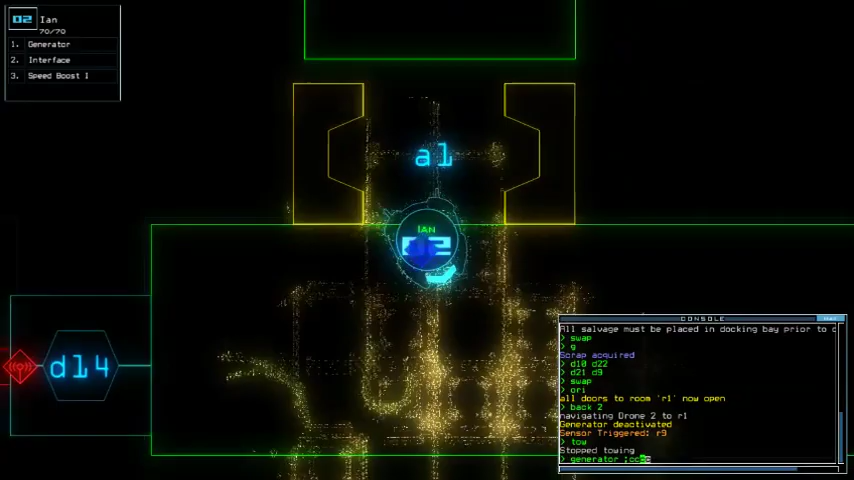 02 Ian
70/70
1. Generator
2. Interface
3. Speed Boost 1
a1
IAN
02
d14
CONSOLE
All salvage must be placed in docking bay prior to
> swap
> g
Scrap acquired
> d10 d22
> d21 d9
> swap
> ori
all doors to room 'r1' now open
> back 2
navigating Drone 2 to r1
Generator deactivated
Sensor Triggered: r9
> tow
Stopped towing
> generator ;